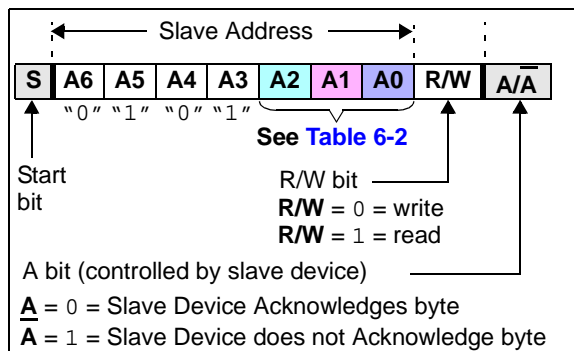 Slave Address
S A6 A5 A4 A3 A2 A1 A0 R/W A/A̅
“0” “1” “0” “1”
See Table 6-2
Start bit
R/W bit
R/W = 0 = write
R/W = 1 = read
A bit (controlled by slave device)
A = 0 = Slave Device Acknowledges byte
A̅ = 1 = Slave Device does not Acknowledge byte